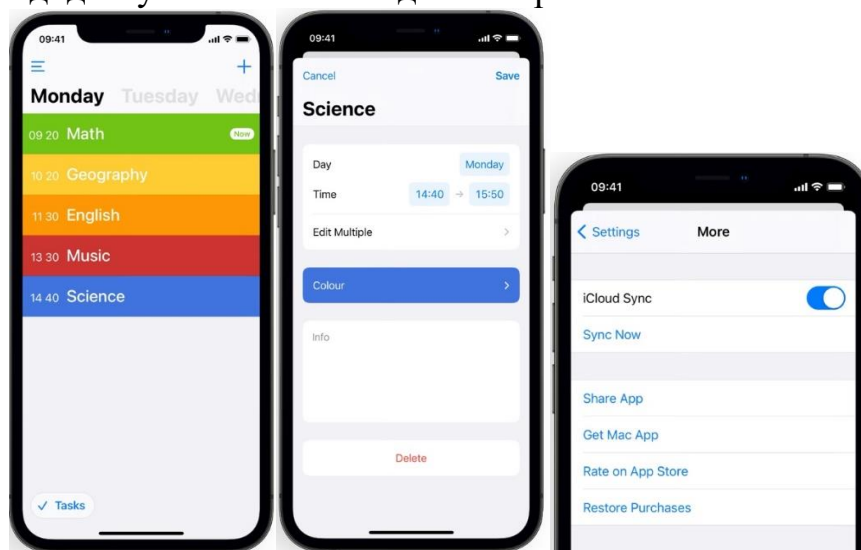 09:41
Monday Tuesday Wed
09 20 Math Now
10 20 Geography
11 30 English
13 30 Music
14 40 Science
✓ Tasks
09:41
Cancel Save
Science
Day Monday
Time 14:40 → 15:50
Edit Multiple
Colour
Info
Delete
09:41
Settings More
iCloud Sync
Sync Now
Share App
Get Mac App
Rate on App Store
Restore Purchases